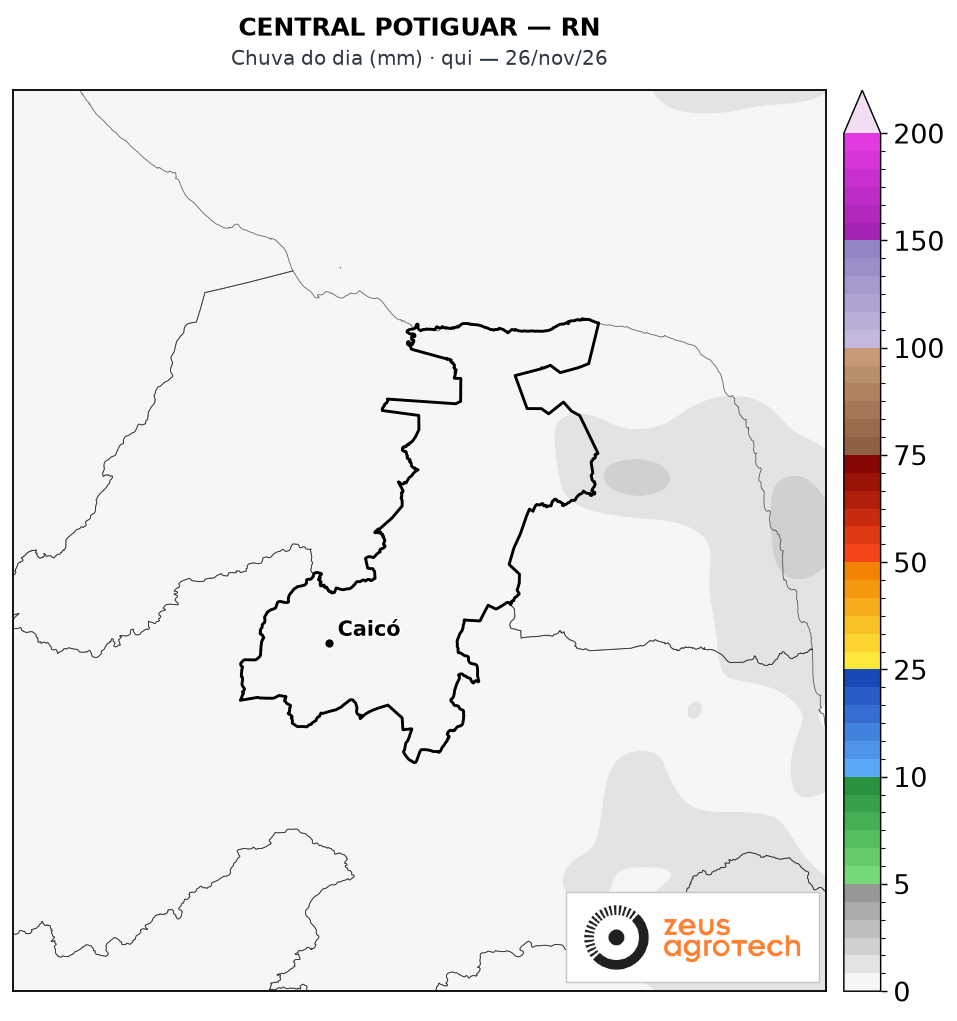 CENTRAL POTIGUAR — RN
Chuva do dia (mm) · qui — 26/nov/26
200
150
100
75
50
25
10
5
0
Caicó
zeus
agrotech